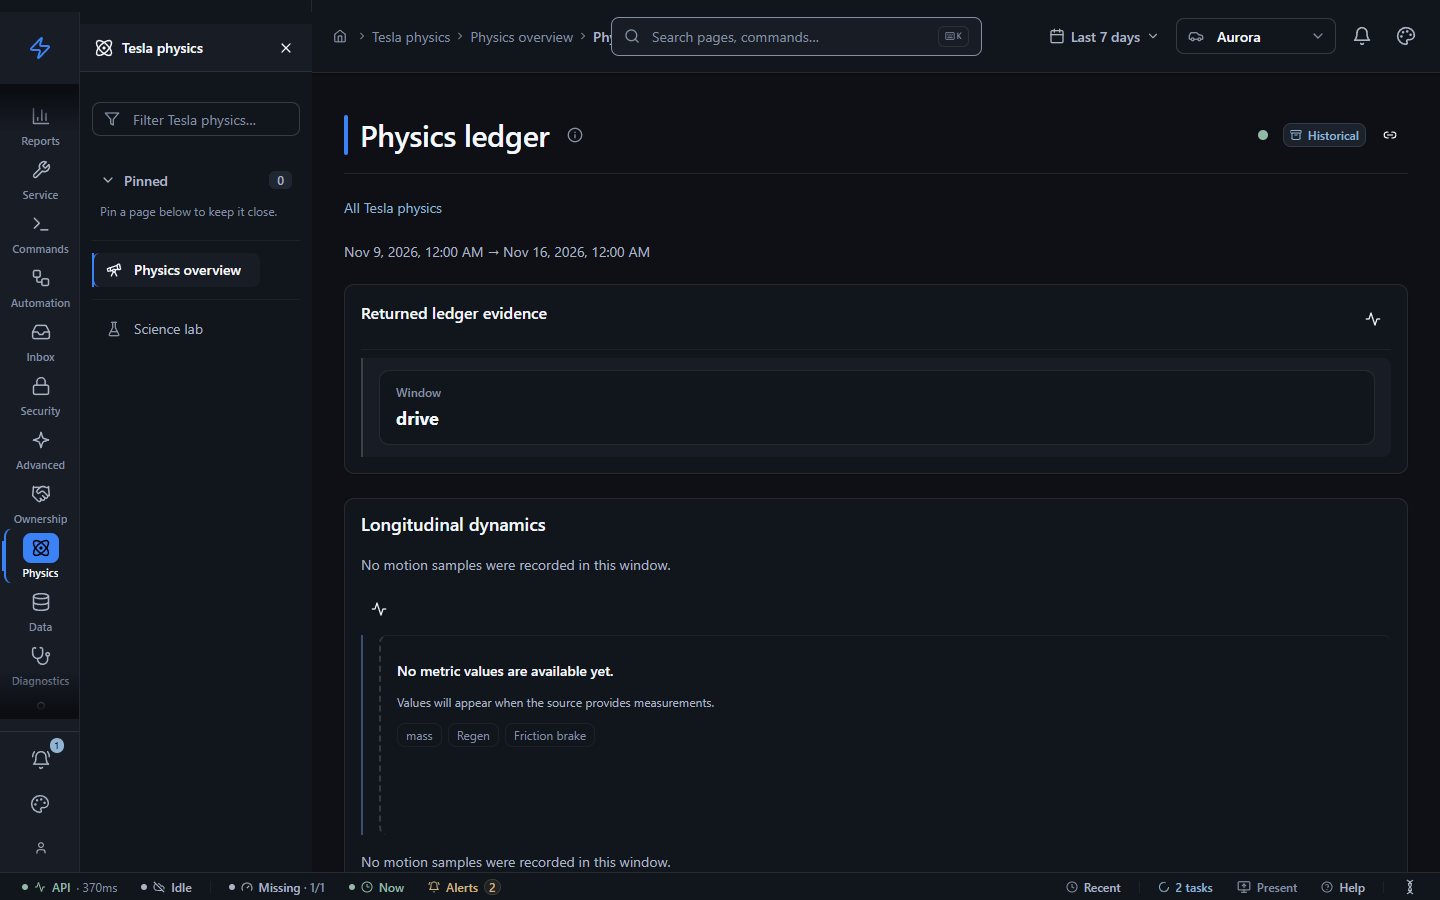 Tesla physics
Tesla physics
Physics overview
Phy
Search pages, commands...
K
Last 7 days
Aurora
Reports
Service
Commands
Automation
Inbox
Security
Advanced
Ownership
Physics
Data
Diagnostics
1
Filter Tesla physics...
Pinned
0
Pin a page below to keep it close.
Physics overview
Science lab
Physics ledger
Historical
All Tesla physics
Nov 9, 2026, 12:00 AM → Nov 16, 2026, 12:00 AM
Returned ledger evidence
Window
drive
Longitudinal dynamics
No motion samples were recorded in this window.
No metric values are available yet.
Values will appear when the source provides measurements.
mass Regen Friction brake
No motion samples were recorded in this window.
API · 370ms Idle Missing · 1/1 Now Alerts 2 Recent 2 tasks Present Help